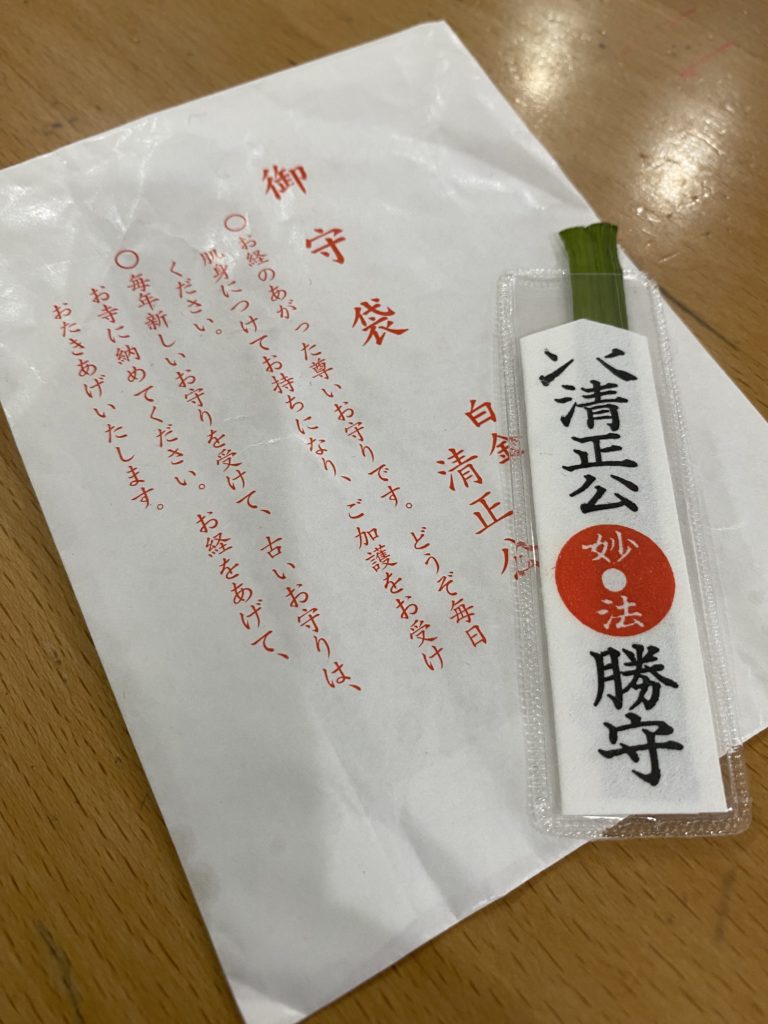 御守袋
○お経のあがった尊いお守りです。どうぞ毎日
肌身につけてお持ちになり、ご加護をお受け
ください。
○毎年新しいお守りを受けて、古いお守りは、
お寺に納めてください。お経をあげて、
おたきあげいたします。
白金
清正公
清正公
妙法
勝守